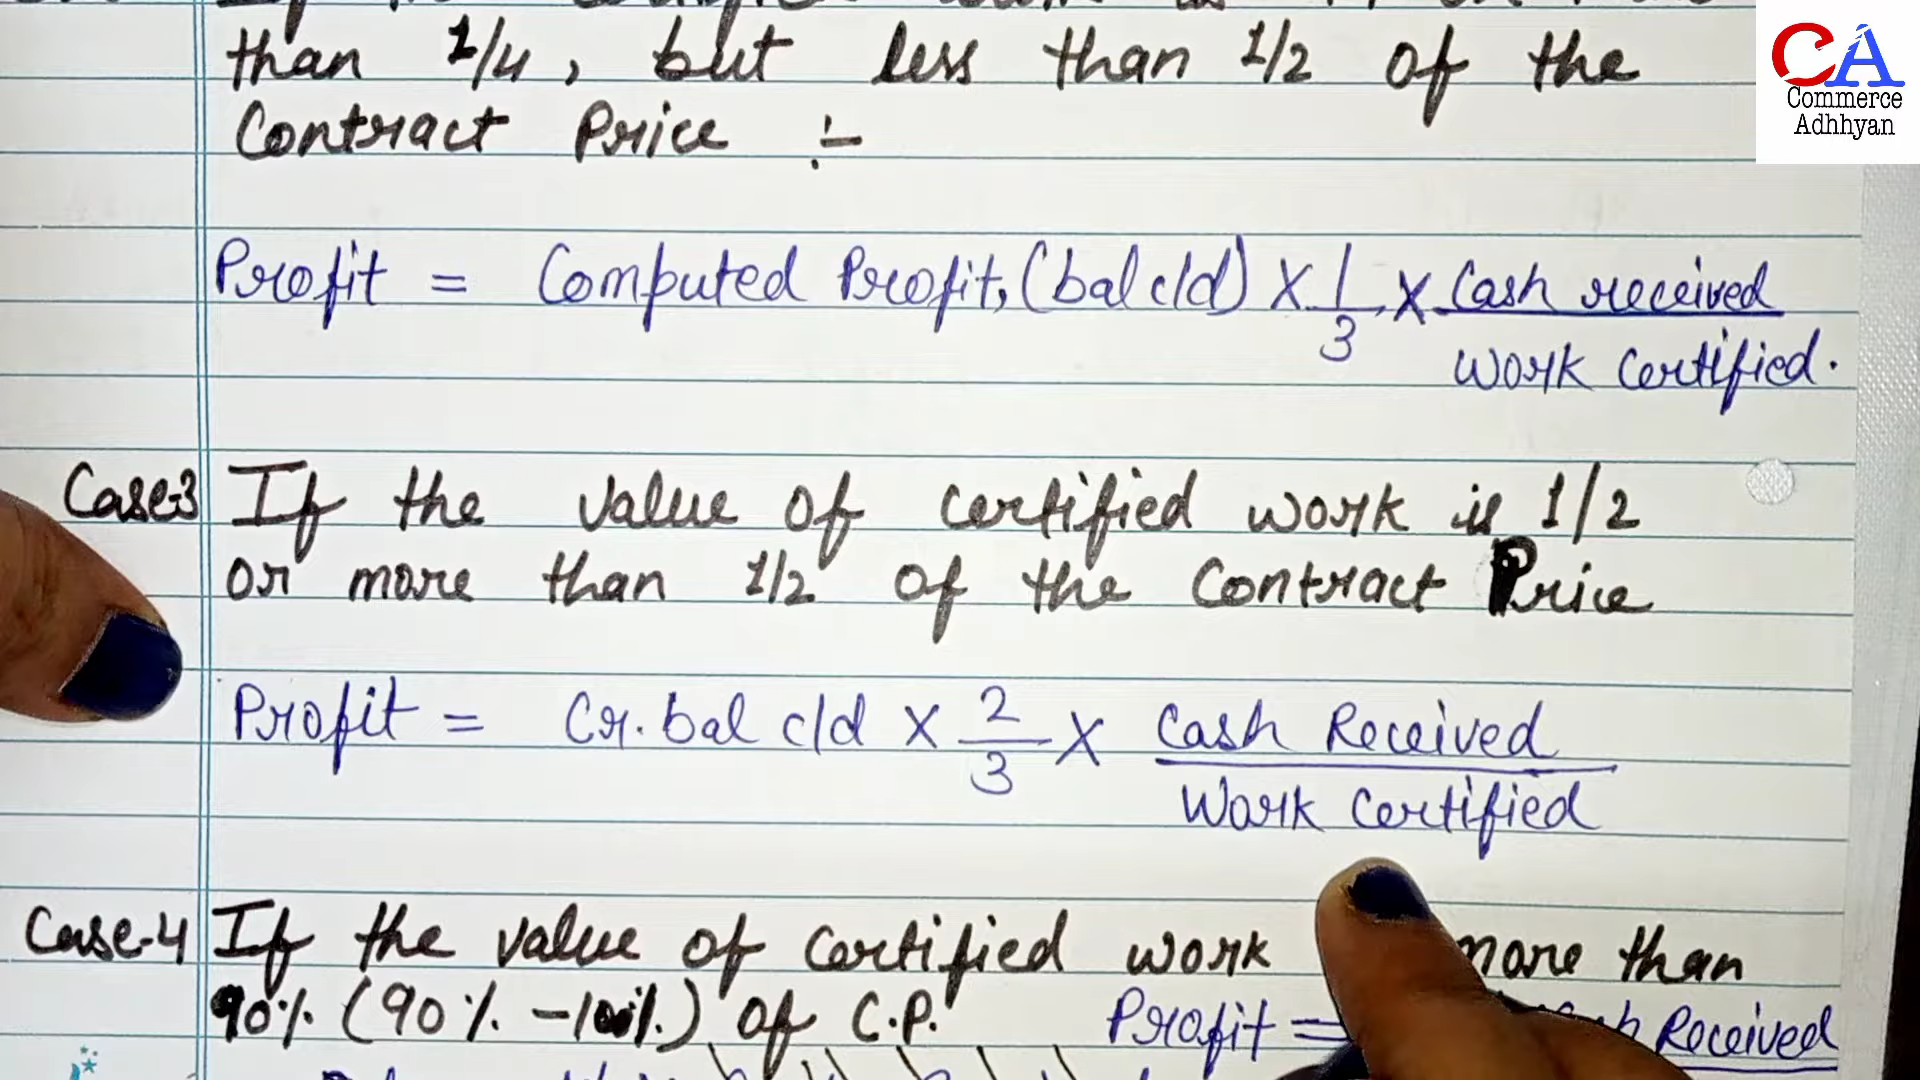 than 1/4, but less than 1/2 of the
Contract Price :-
Profit = Computed Profit, (bal c/d) X 1/3 X Cash received / Work Certified.
Case-3 If the value of certified work is 1/2
or more than 1/2 of the Contract Price
Profit = Cr. bal c/d X 2/3 X Cash Received / Work Certified
Case-4 If the value of certified work more than
90% (90% - 100%) of C.P. Profit = Received
CA
Commerce
Adhhyan